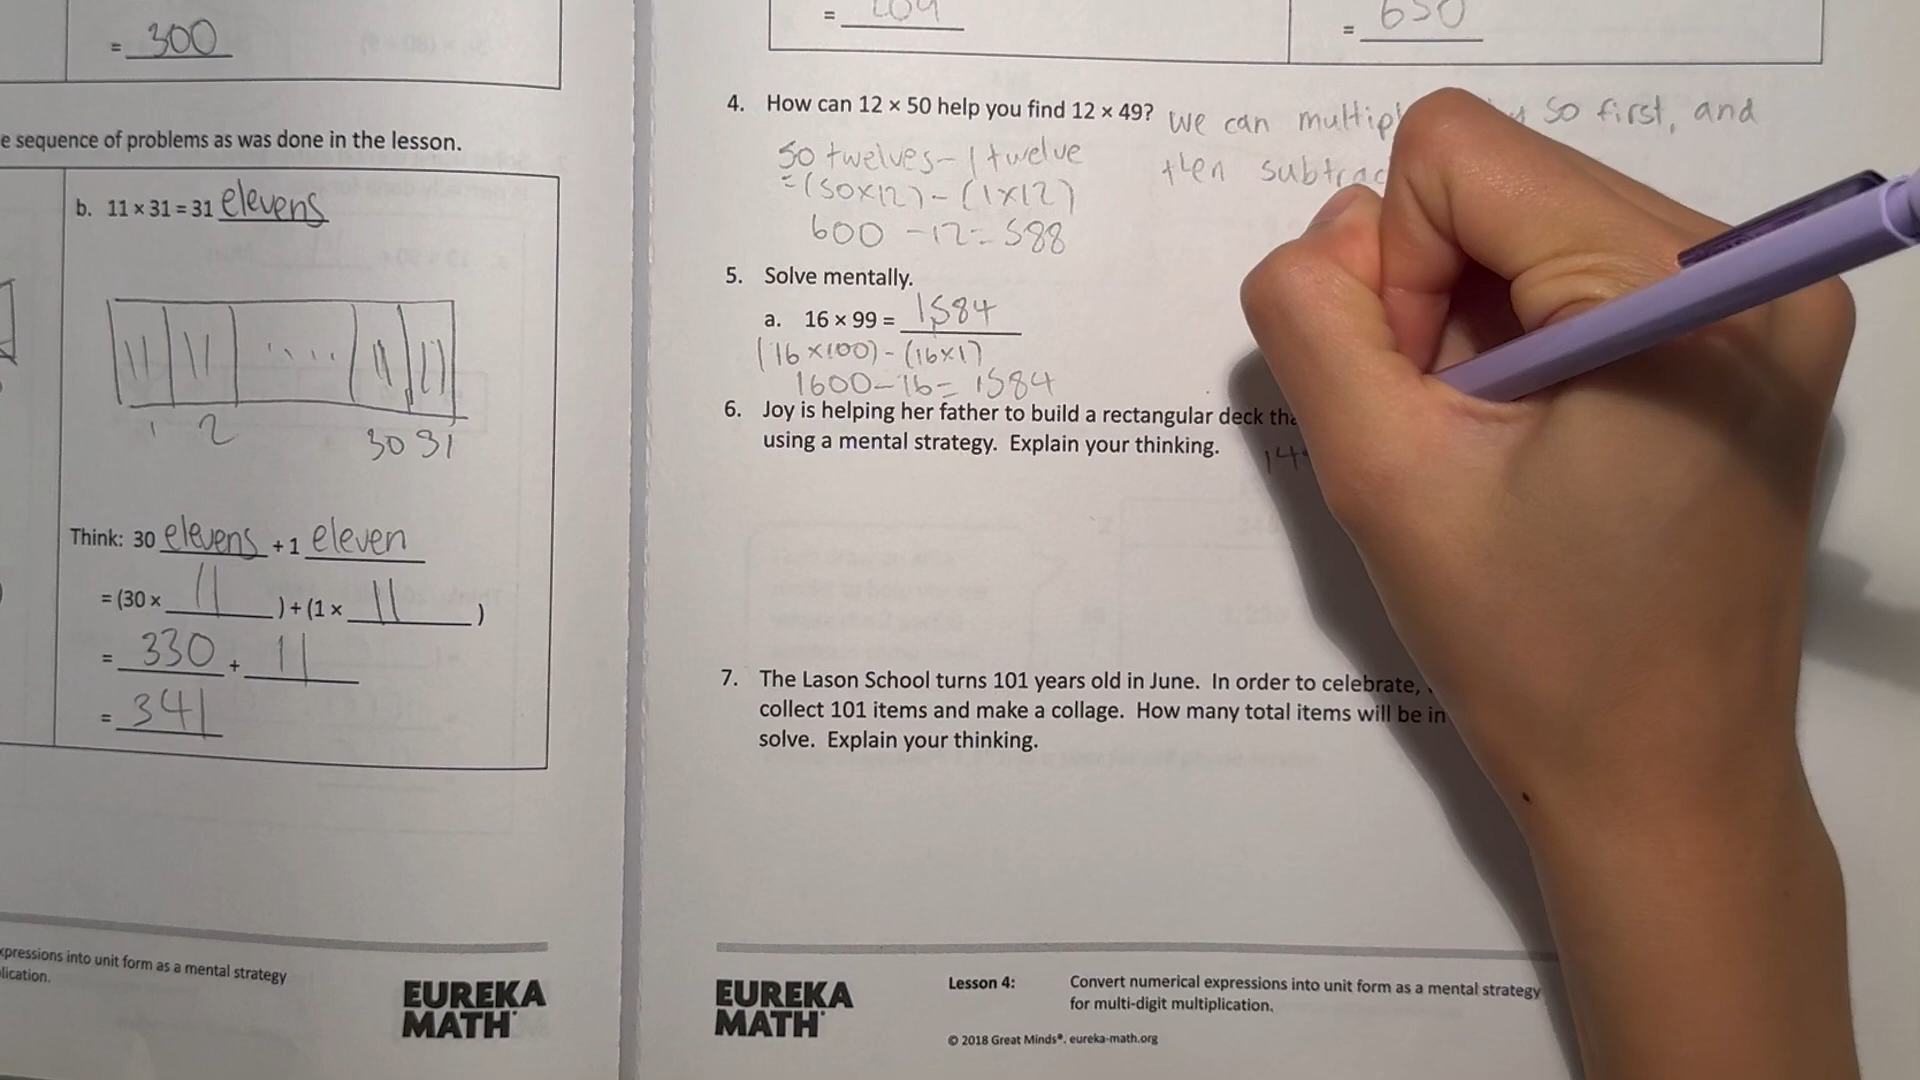 = 300
e sequence of problems as was done in the lesson.
b. 11 × 31 = 31 elevens
11 11 ..... 11 11
1 2 30 31
Think: 30 elevens + 1 eleven
= (30 × 11 ) + (1 × 11 )
= 330 + 11
= 341
xpressions into unit form as a mental strategy
lication.
EUREKA
MATH
= 
= 650
4. How can 12 × 50 help you find 12 × 49? we can 50 first, and
then
50 twelves - 1 twelve
= (50×12) - (1×12)
600 - 12 = 588
5. Solve mentally.
a. 16 × 99 = 1,584
(16 ×100) - (16×1)
1600 - 16 = 1584
6. Joy is helping her father to build a rectangular deck
using a mental strategy. Explain your thinking. 14
7. The Lason School turns 101 years old in June. In order to celebrate,
collect 101 items and make a collage. How many total items will be in
solve. Explain your thinking.
EUREKA
MATH
Lesson 4: Convert numerical expressions into unit form as a mental strategy
for multi-digit multiplication.
© 2018 Great Minds®. eureka-math.org